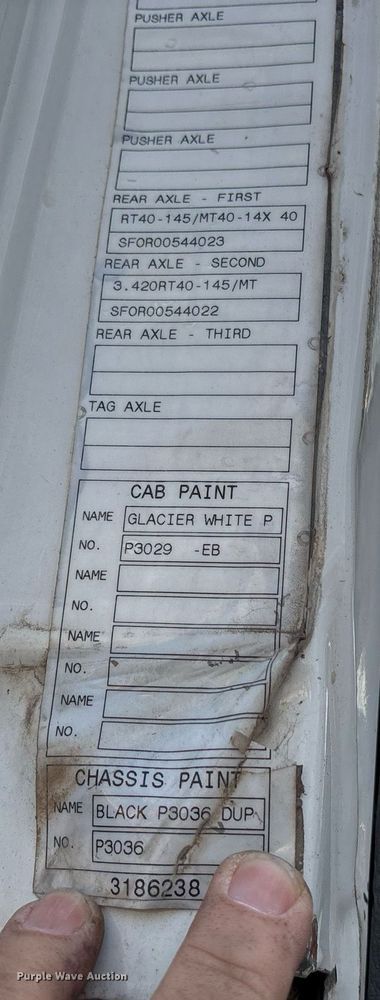 PUSHER AXLE
PUSHER AXLE
PUSHER AXLE
REAR AXLE - FIRST
RT40-145/MT40-14X 40
SFOR00544023
REAR AXLE - SECOND
3.420RT40-145/MT
SFOR00544022
REAR AXLE - THIRD
TAG AXLE
CAB PAINT
NAME GLACIER WHITE P
NO. P3029 -EB
NAME
NO.
NAME
NO.
NAME
NO.
CHASSIS PAINT
NAME BLACK P3036 DUP
NO. P3036
3186238
Purple Wave Auction